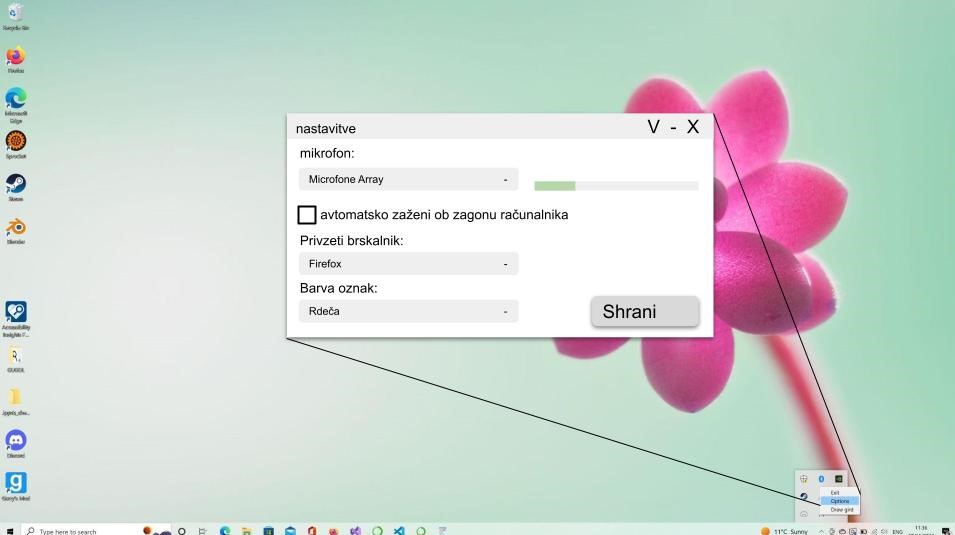 Recycle Bin
Firefox
Microsoft
Edge
Sprocket
Steam
Blender
Accessibility
Insights F...
GUGOL
Discord
Garry's Mod
nastavitve V - X
mikrofon:
Microfone Array -
avtomatsko zaženi ob zagonu računalnika
Privzeti brskalnik:
Firefox -
Barva oznak:
Rdeča -
Shrani
Exit
Options
Draw gird
Type here to search
11°C Sunny
ENG
11:36